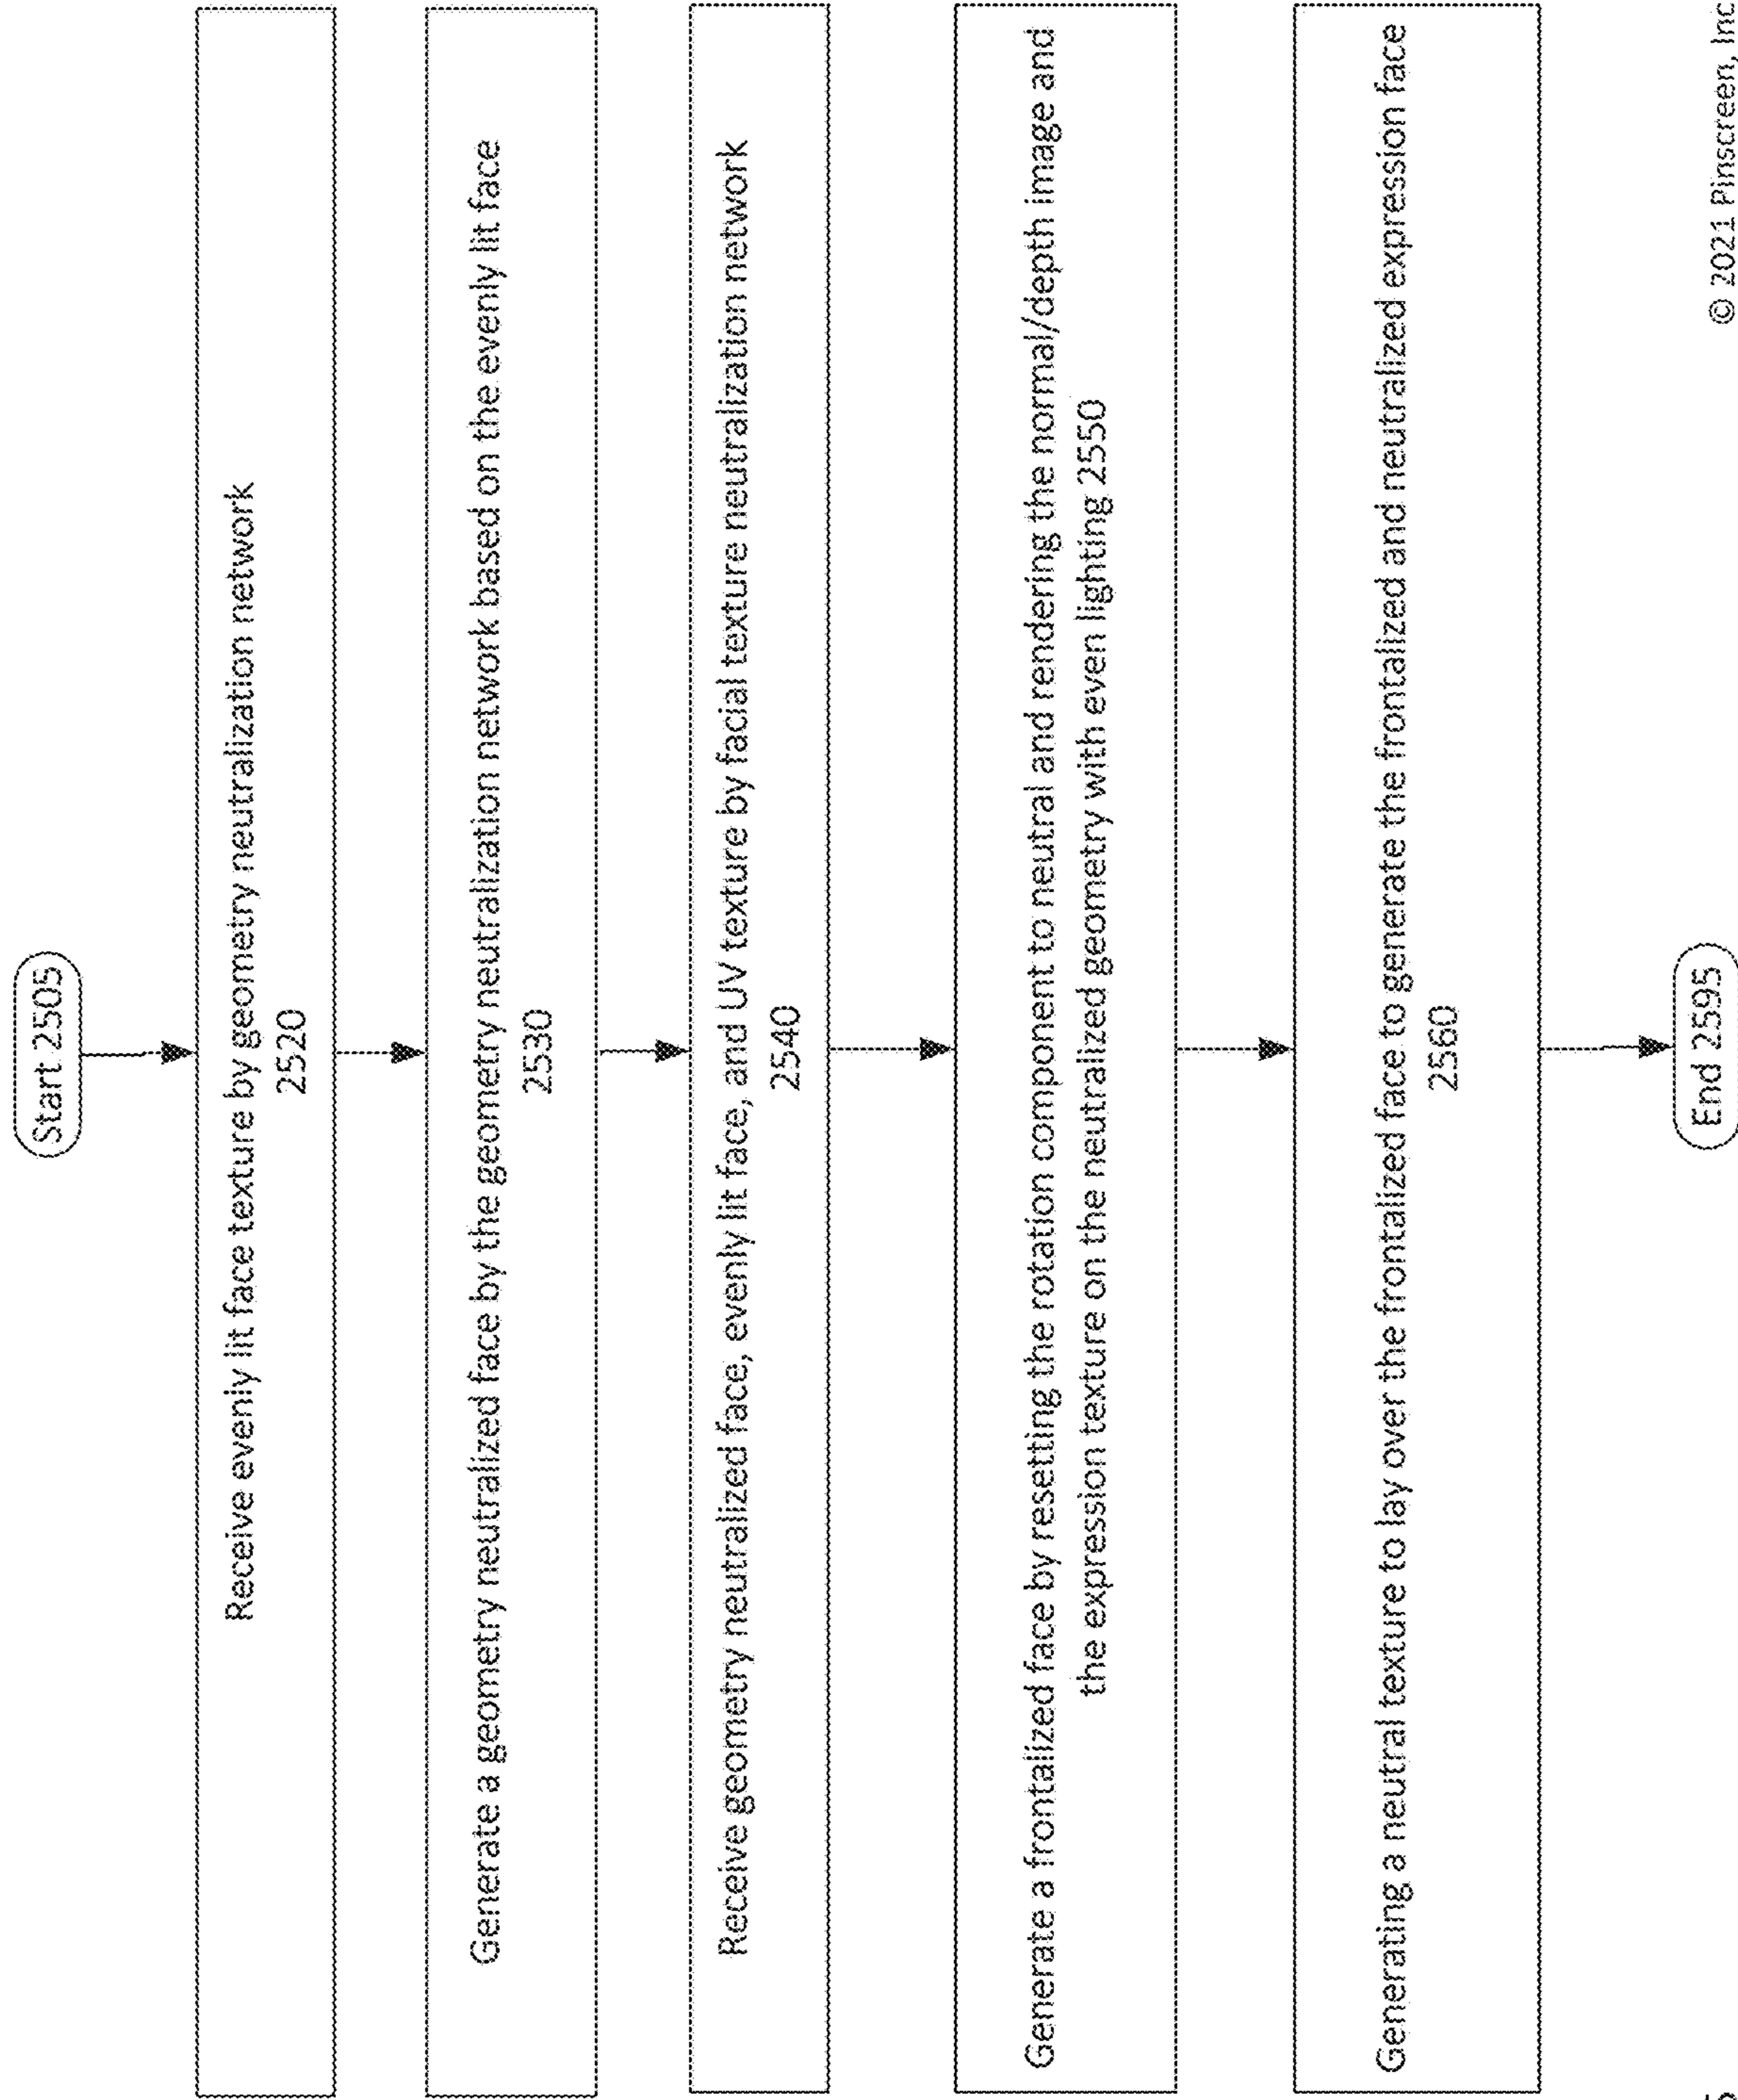 Start 2505
Receive evenly lit face texture by geometry neutralization network
2520
Generate a geometry neutralized face by the geometry neutralization network based on the evenly lit face
2530
Receive geometry neutralized face, evenly lit face, and UV texture by facial texture neutralization network
2540
Generate a frontalized face by resetting the rotation component to neutral and rendering the normal/depth image and
the expression texture on the neutralized geometry with even lighting 2550
Generating a neutral texture to lay over the frontalized face to generate the frontalized and neutralized expression face
2560
End 2595
© 2021 Pinscreen, Inc